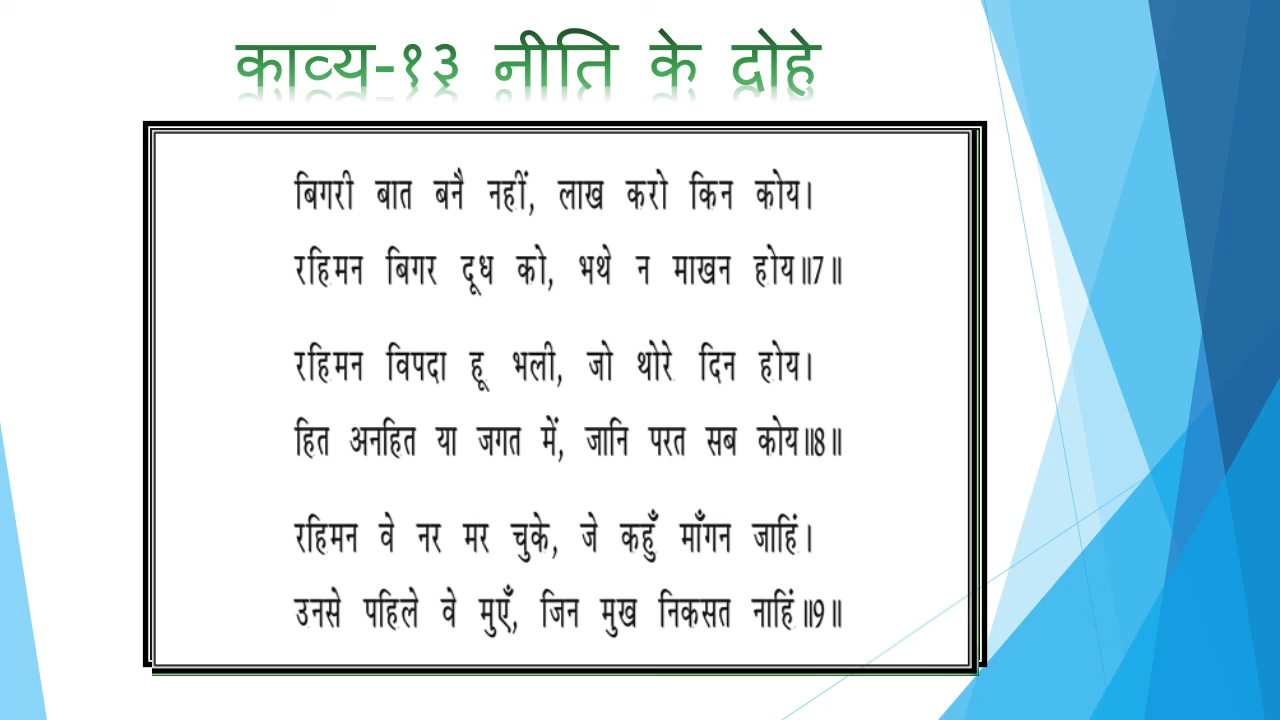 काव्य-१३ नीति के दोहे
बिगरी बात बनै नहीं, लाख करो किन कोय।
रहिमन बिगर दूध को, भथे न माखन होय॥7॥
रहिमन विपदा हू भली, जो थोरे दिन होय।
हित अनहित या जगत में, जानि परत सब कोय॥8॥
रहिमन वे नर मर चुके, जे कहुँ माँगन जाहिं।
उनसे पहिले वे मुएँ, जिन मुख निकसत नाहिं॥9॥